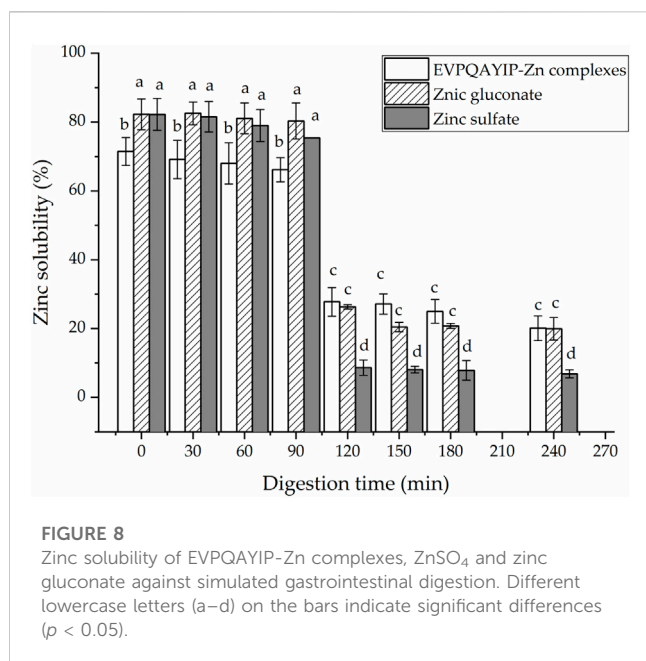 100
80
60
40
20
0
Zinc solubility (%)
EVPQAYIP-Zn complexes
Znic gluconate
Zinc sulfate
b a a b a a b a a b a a
c c d c c d c c d c c d
0 30 60 90 120 150 180 210 240 270
Digestion time (min)
FIGURE 8
Zinc solubility of EVPQAYIP-Zn complexes, ZnSO₄ and zinc
gluconate against simulated gastrointestinal digestion. Different
lowercase letters (a–d) on the bars indicate significant differences
(p < 0.05).